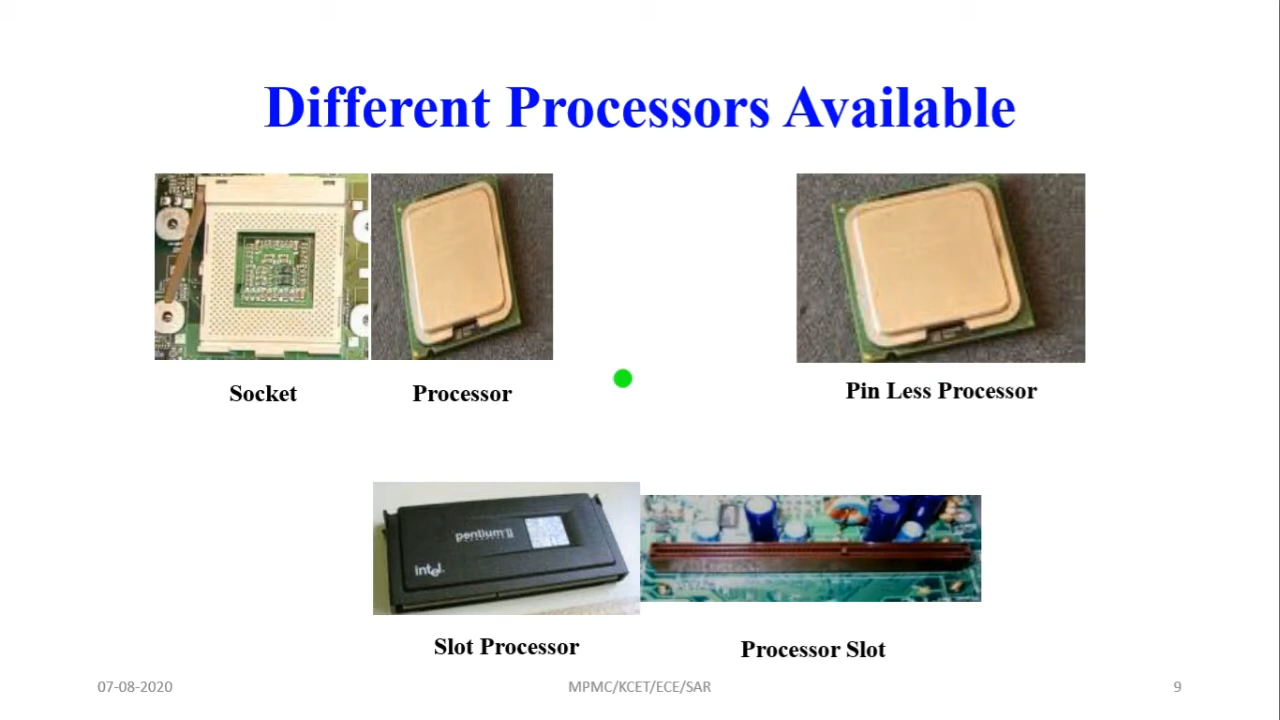 Different Processors Available
Socket
Processor
Pin Less Processor
pentium II
intel
Slot Processor
Processor Slot
07-08-2020
MPMC/KCET/ECE/SAR
9